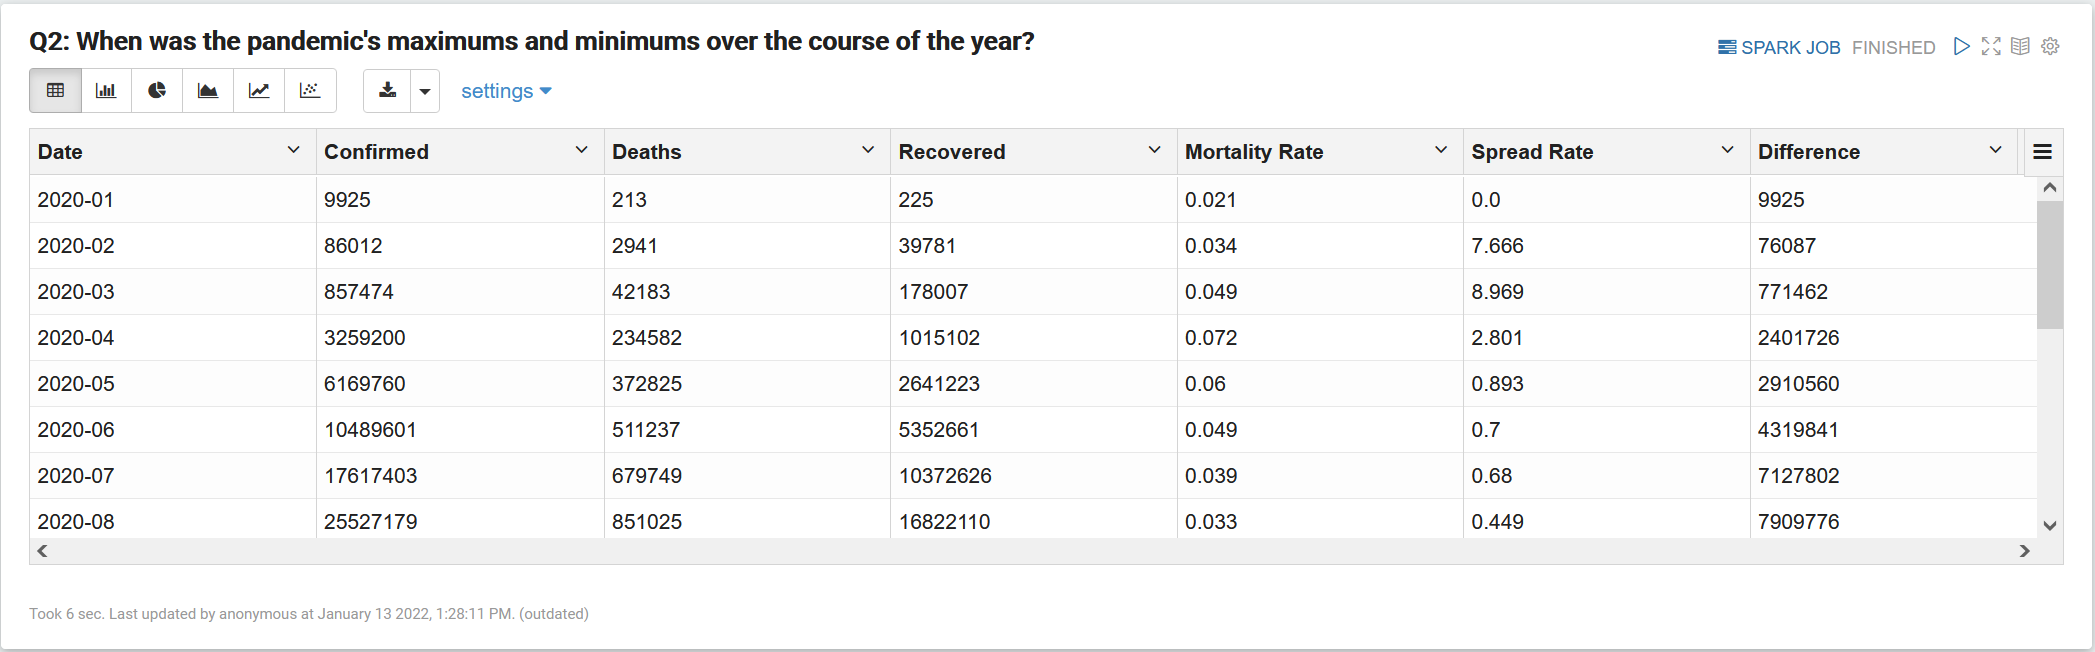 Q2: When was the pandemic's maximums and minimums over the course of the year?
SPARK JOB FINISHED
settings
Date Confirmed Deaths Recovered Mortality Rate Spread Rate Difference
2020-01 9925 213 225 0.021 0.0 9925
2020-02 86012 2941 39781 0.034 7.666 76087
2020-03 857474 42183 178007 0.049 8.969 771462
2020-04 3259200 234582 1015102 0.072 2.801 2401726
2020-05 6169760 372825 2641223 0.06 0.893 2910560
2020-06 10489601 511237 5352661 0.049 0.7 4319841
2020-07 17617403 679749 10372626 0.039 0.68 7127802
2020-08 25527179 851025 16822110 0.033 0.449 7909776
Took 6 sec. Last updated by anonymous at January 13 2022, 1:28:11 PM. (outdated)